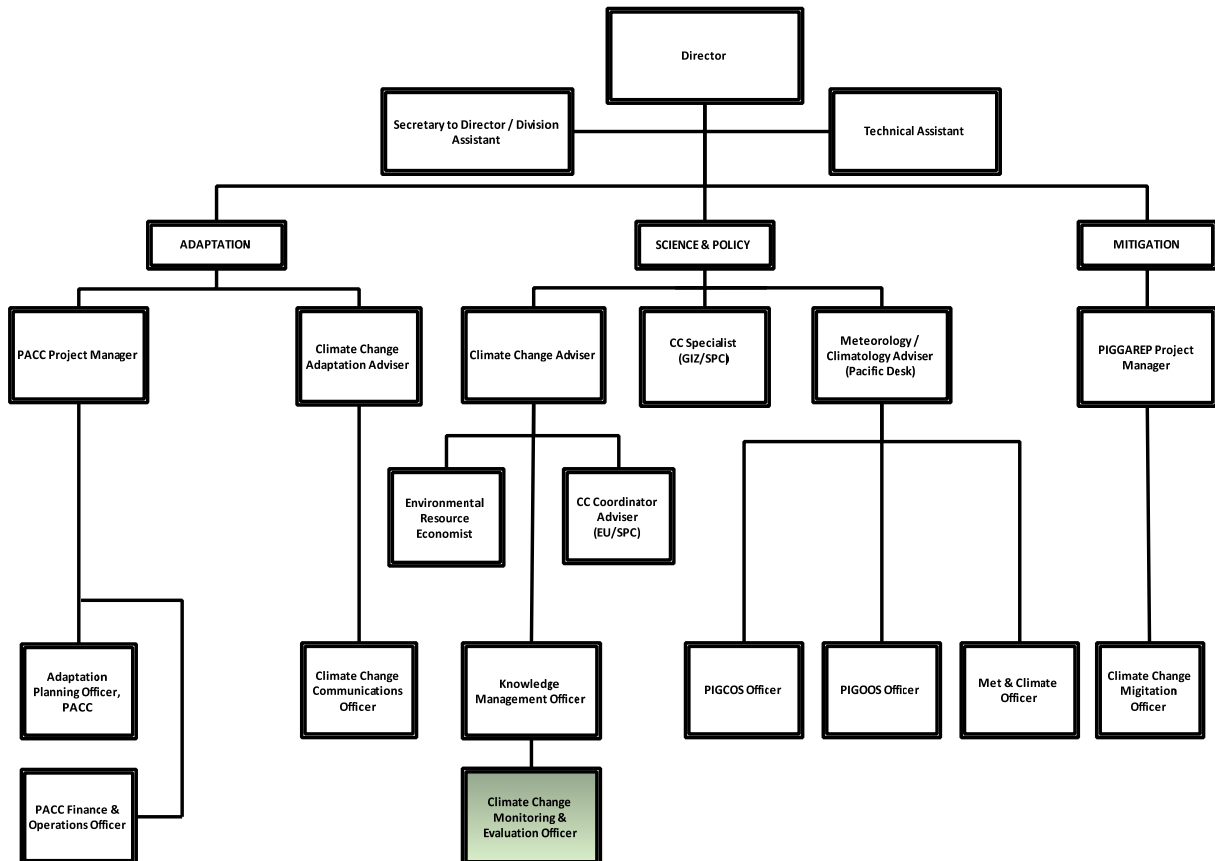 Director
Secretary to Director / Division
Assistant
Technical Assistant
ADAPTATION
SCIENCE & POLICY
MITIGATION
PACC Project Manager
Climate Change
Adaptation Adviser
Climate Change Adviser
CC Specialist
(GIZ/SPC)
Meteorology /
Climatology Adviser
(Pacific Desk)
PIGGAREP Project
Manager
Environmental
Resource
Economist
CC Coordinator
Adviser
(EU/SPC)
Adaptation
Planning Officer,
PACC
Climate Change
Communications
Officer
Knowledge
Management Officer
PIGCOS Officer
PIGOOS Officer
Met & Climate
Officer
Climate Change
Migitation
Officer
PACC Finance &
Operations Officer
Climate Change
Monitoring &
Evaluation Officer